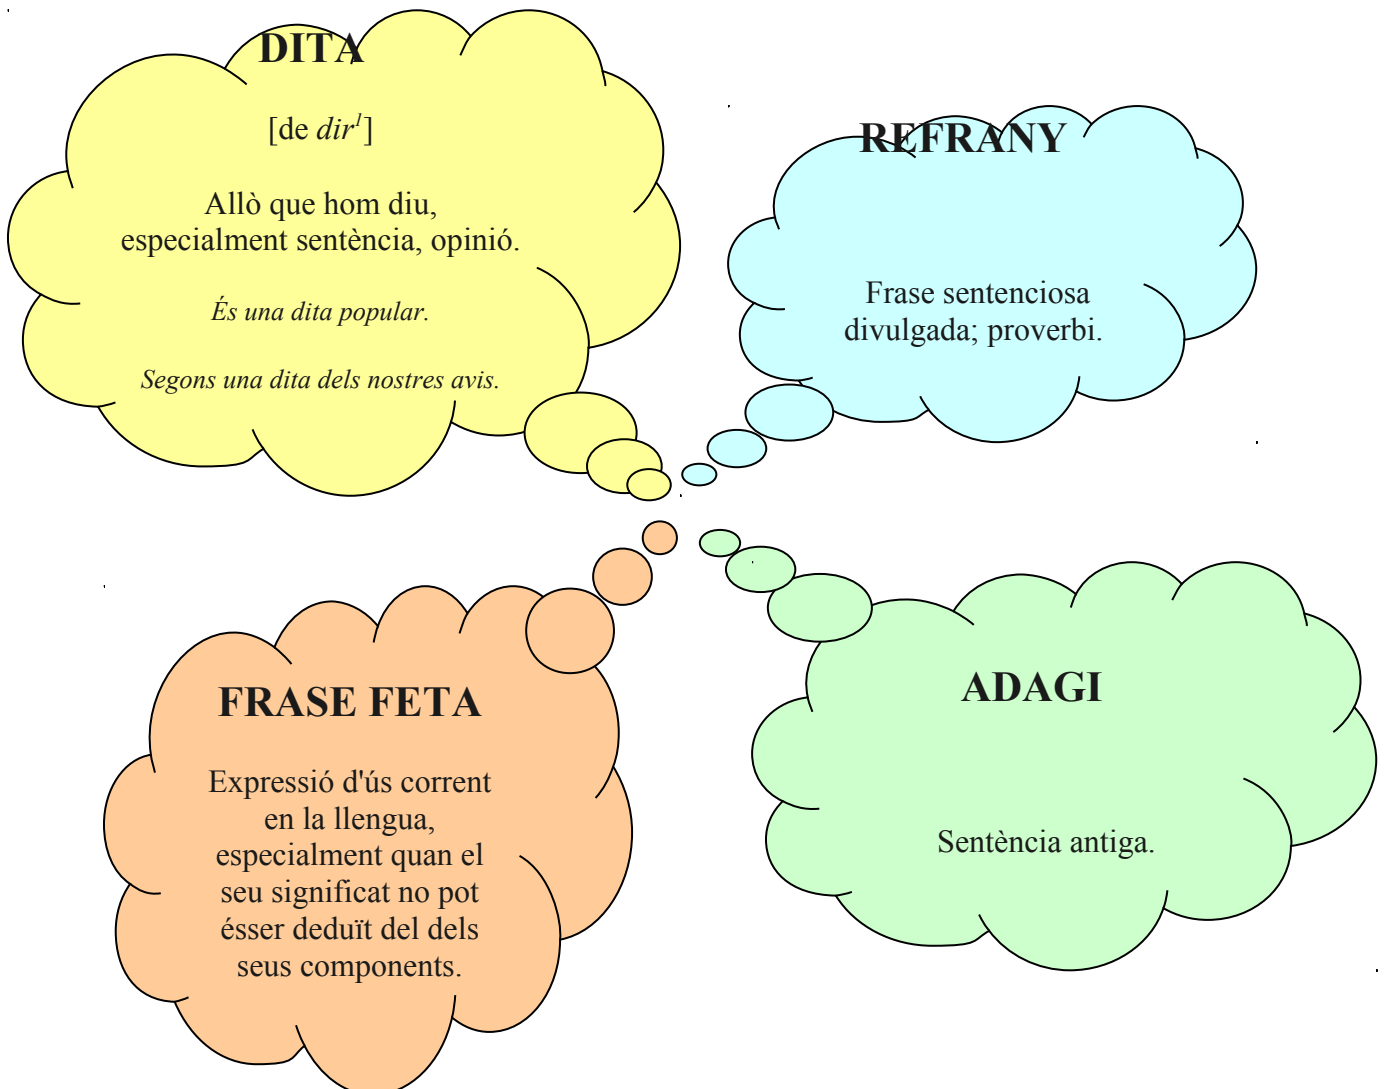 DITA
[de dir¹]
Allò que hom diu,
especialment sentència, opinió.
És una dita popular.
Segons una dita dels nostres avis.
REFRANY
Frase sentenciosa
divulgada; proverbi.
FRASE FETA
Expressió d'ús corrent
en la llengua,
especialment quan el
seu significat no pot
ésser deduït del dels
seus components.
ADAGI
Sentència antiga.